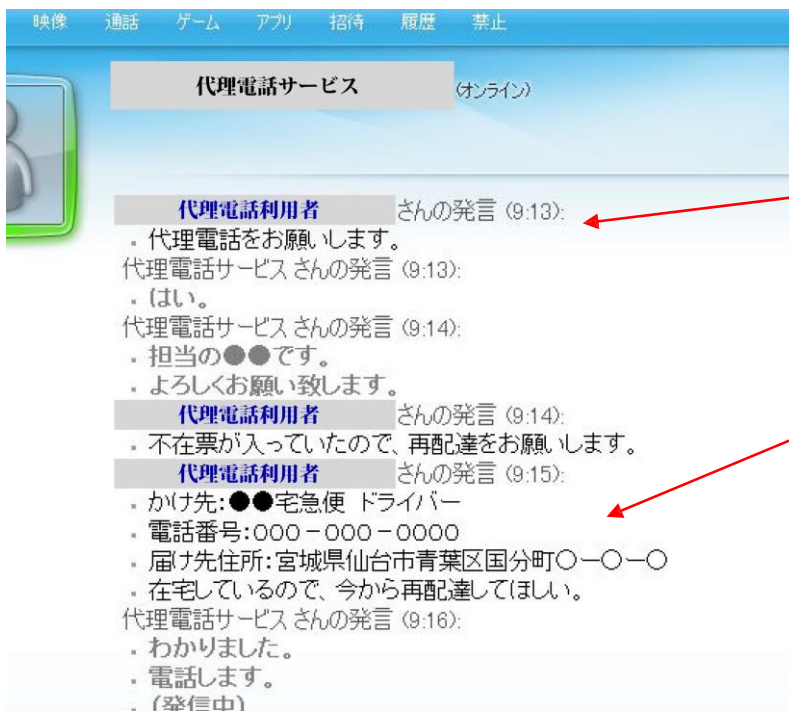 映像 通話 ゲーム アプリ 招待 履歴 禁止
代理電話サービス (オンライン)
代理電話利用者 さんの発言 (9:13):
. 代理電話をお願いします。
代理電話サービス さんの発言 (9:13):
. はい。
代理電話サービス さんの発言 (9:14):
. 担当の●●です。
. よろしくお願い致します。
代理電話利用者 さんの発言 (9:14):
. 不在票が入っていたので、再配達をお願いします。
代理電話利用者 さんの発言 (9:15):
. かけ先:●●宅急便 ドライバー
. 電話番号:000-000-0000
. 届け先住所:宮城県仙台市青葉区国分町〇ー〇ー〇
. 在宅しているので、今から再配達してほしい。
代理電話サービス さんの発言 (9:16):
. わかりました。
. 電話します。
. (発信中)